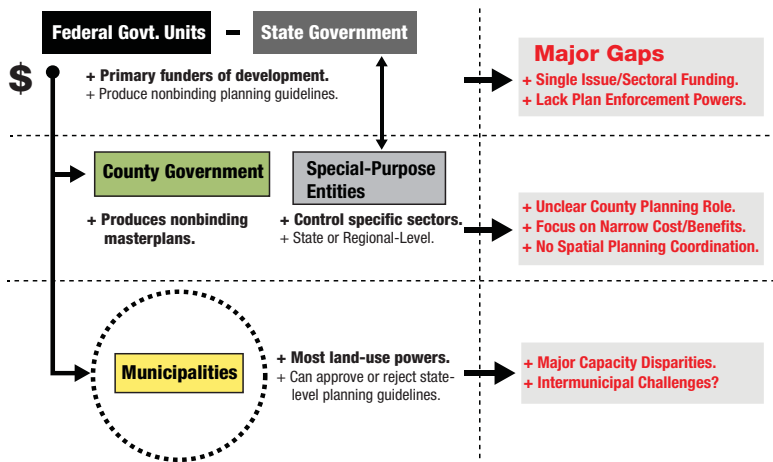 Federal Govt. Units - State Government
$
+ Primary funders of development.
+ Produce nonbinding planning guidelines.
Major Gaps
+ Single Issue/Sectoral Funding.
+ Lack Plan Enforcement Powers.
County Government
+ Produces nonbinding
masterplans.
Special-Purpose
Entities
+ Control specific sectors.
+ State or Regional-Level.
+ Unclear County Planning Role.
+ Focus on Narrow Cost/Benefits.
+ No Spatial Planning Coordination.
Municipalities
+ Most land-use powers.
+ Can approve or reject state-
level planning guidelines.
+ Major Capacity Disparities.
+ Intermunicipal Challenges?